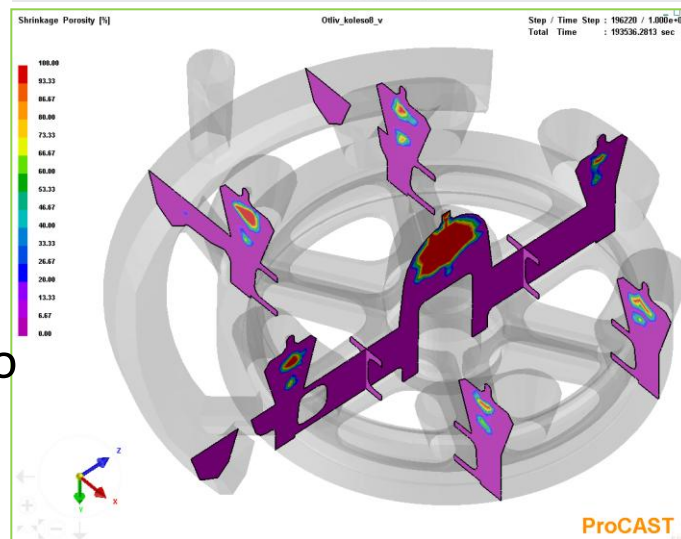 Shrinkage Porosity [%]
Otliv_koleso8_v
Step / Time Step : 196220 / 1.000e+0
Total Time : 193536.2813 sec
100.00
93.33
86.67
80.00
73.33
66.67
60.00
53.33
46.67
40.00
33.33
26.67
20.00
13.33
6.67
0.00
Z
X
Y
ProCAST